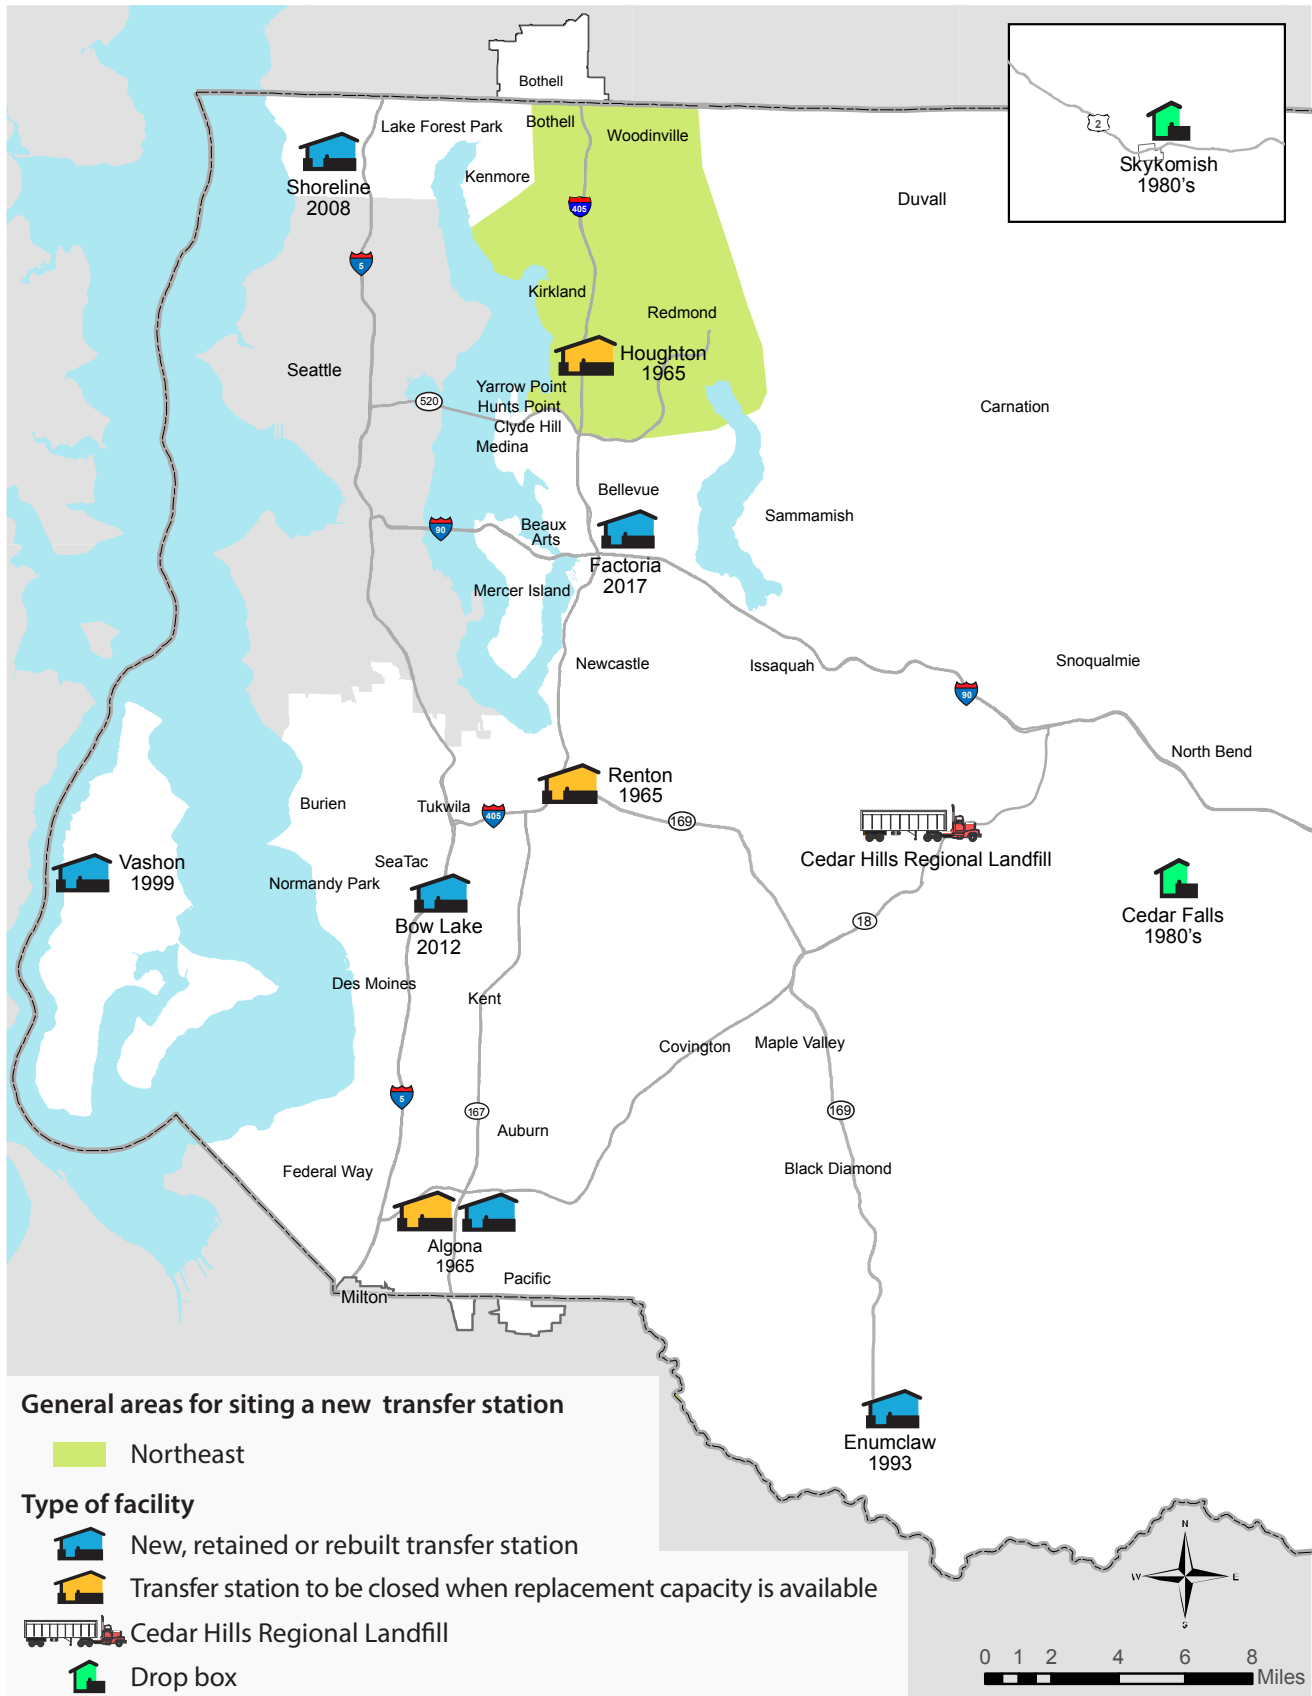 Bothell
Lake Forest Park
Bothell
Woodinville
Kenmore
Shoreline
2008
405
Duvall
2
Skykomish
1980's
5
Kirkland
Redmond
Houghton
1965
Seattle
Yarrow Point
Hunts Point
Clyde Hill
Medina
520
Carnation
Bellevue
90
Beaux
Arts
Sammamish
Factoria
2017
Mercer Island
Newcastle
Issaquah
Snoqualmie
90
North Bend
Renton
1965
Burien
Tukwila
405
169
Cedar Hills Regional Landfill
Vashon
1999
SeaTac
Normandy Park
Bow Lake
2012
18
Cedar Falls
1980's
Des Moines
Kent
Covington
Maple Valley
5
167
169
Auburn
Federal Way
Black Diamond
Algona
1965
Pacific
Milton
Enumclaw
1993
General areas for siting a new transfer station
Northeast
Type of facility
New, retained or rebuilt transfer station
Transfer station to be closed when replacement capacity is available
Cedar Hills Regional Landfill
Drop box
N
W
E
S
0 1 2 4 6 8
Miles